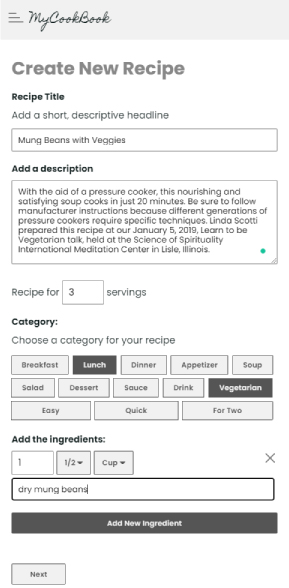 MyCookBook
Create New Recipe
Recipe Title
Add a short, descriptive headline
Mung Beans with Veggies
Add a description
With the aid of a pressure cooker, this nourishing and
satisfying soup cooks in just 20 minutes. Be sure to follow
manufacturer instructions because different generations of
pressure cookers require specific techniques. Linda Scotti
prepared this recipe at our January 5, 2019, Learn to be
Vegetarian talk, held at the Science of Spirituality
International Meditation Center in Lisle, Illinois.
Recipe for 3 servings
Category:
Choose a category for your recipe
Breakfast Lunch Dinner Appetizer Soup
Salad Dessert Sauce Drink Vegetarian
Easy Quick For Two
Add the ingredients:
1 1/2 Cup
dry mung beans
Add New Ingredient
Next